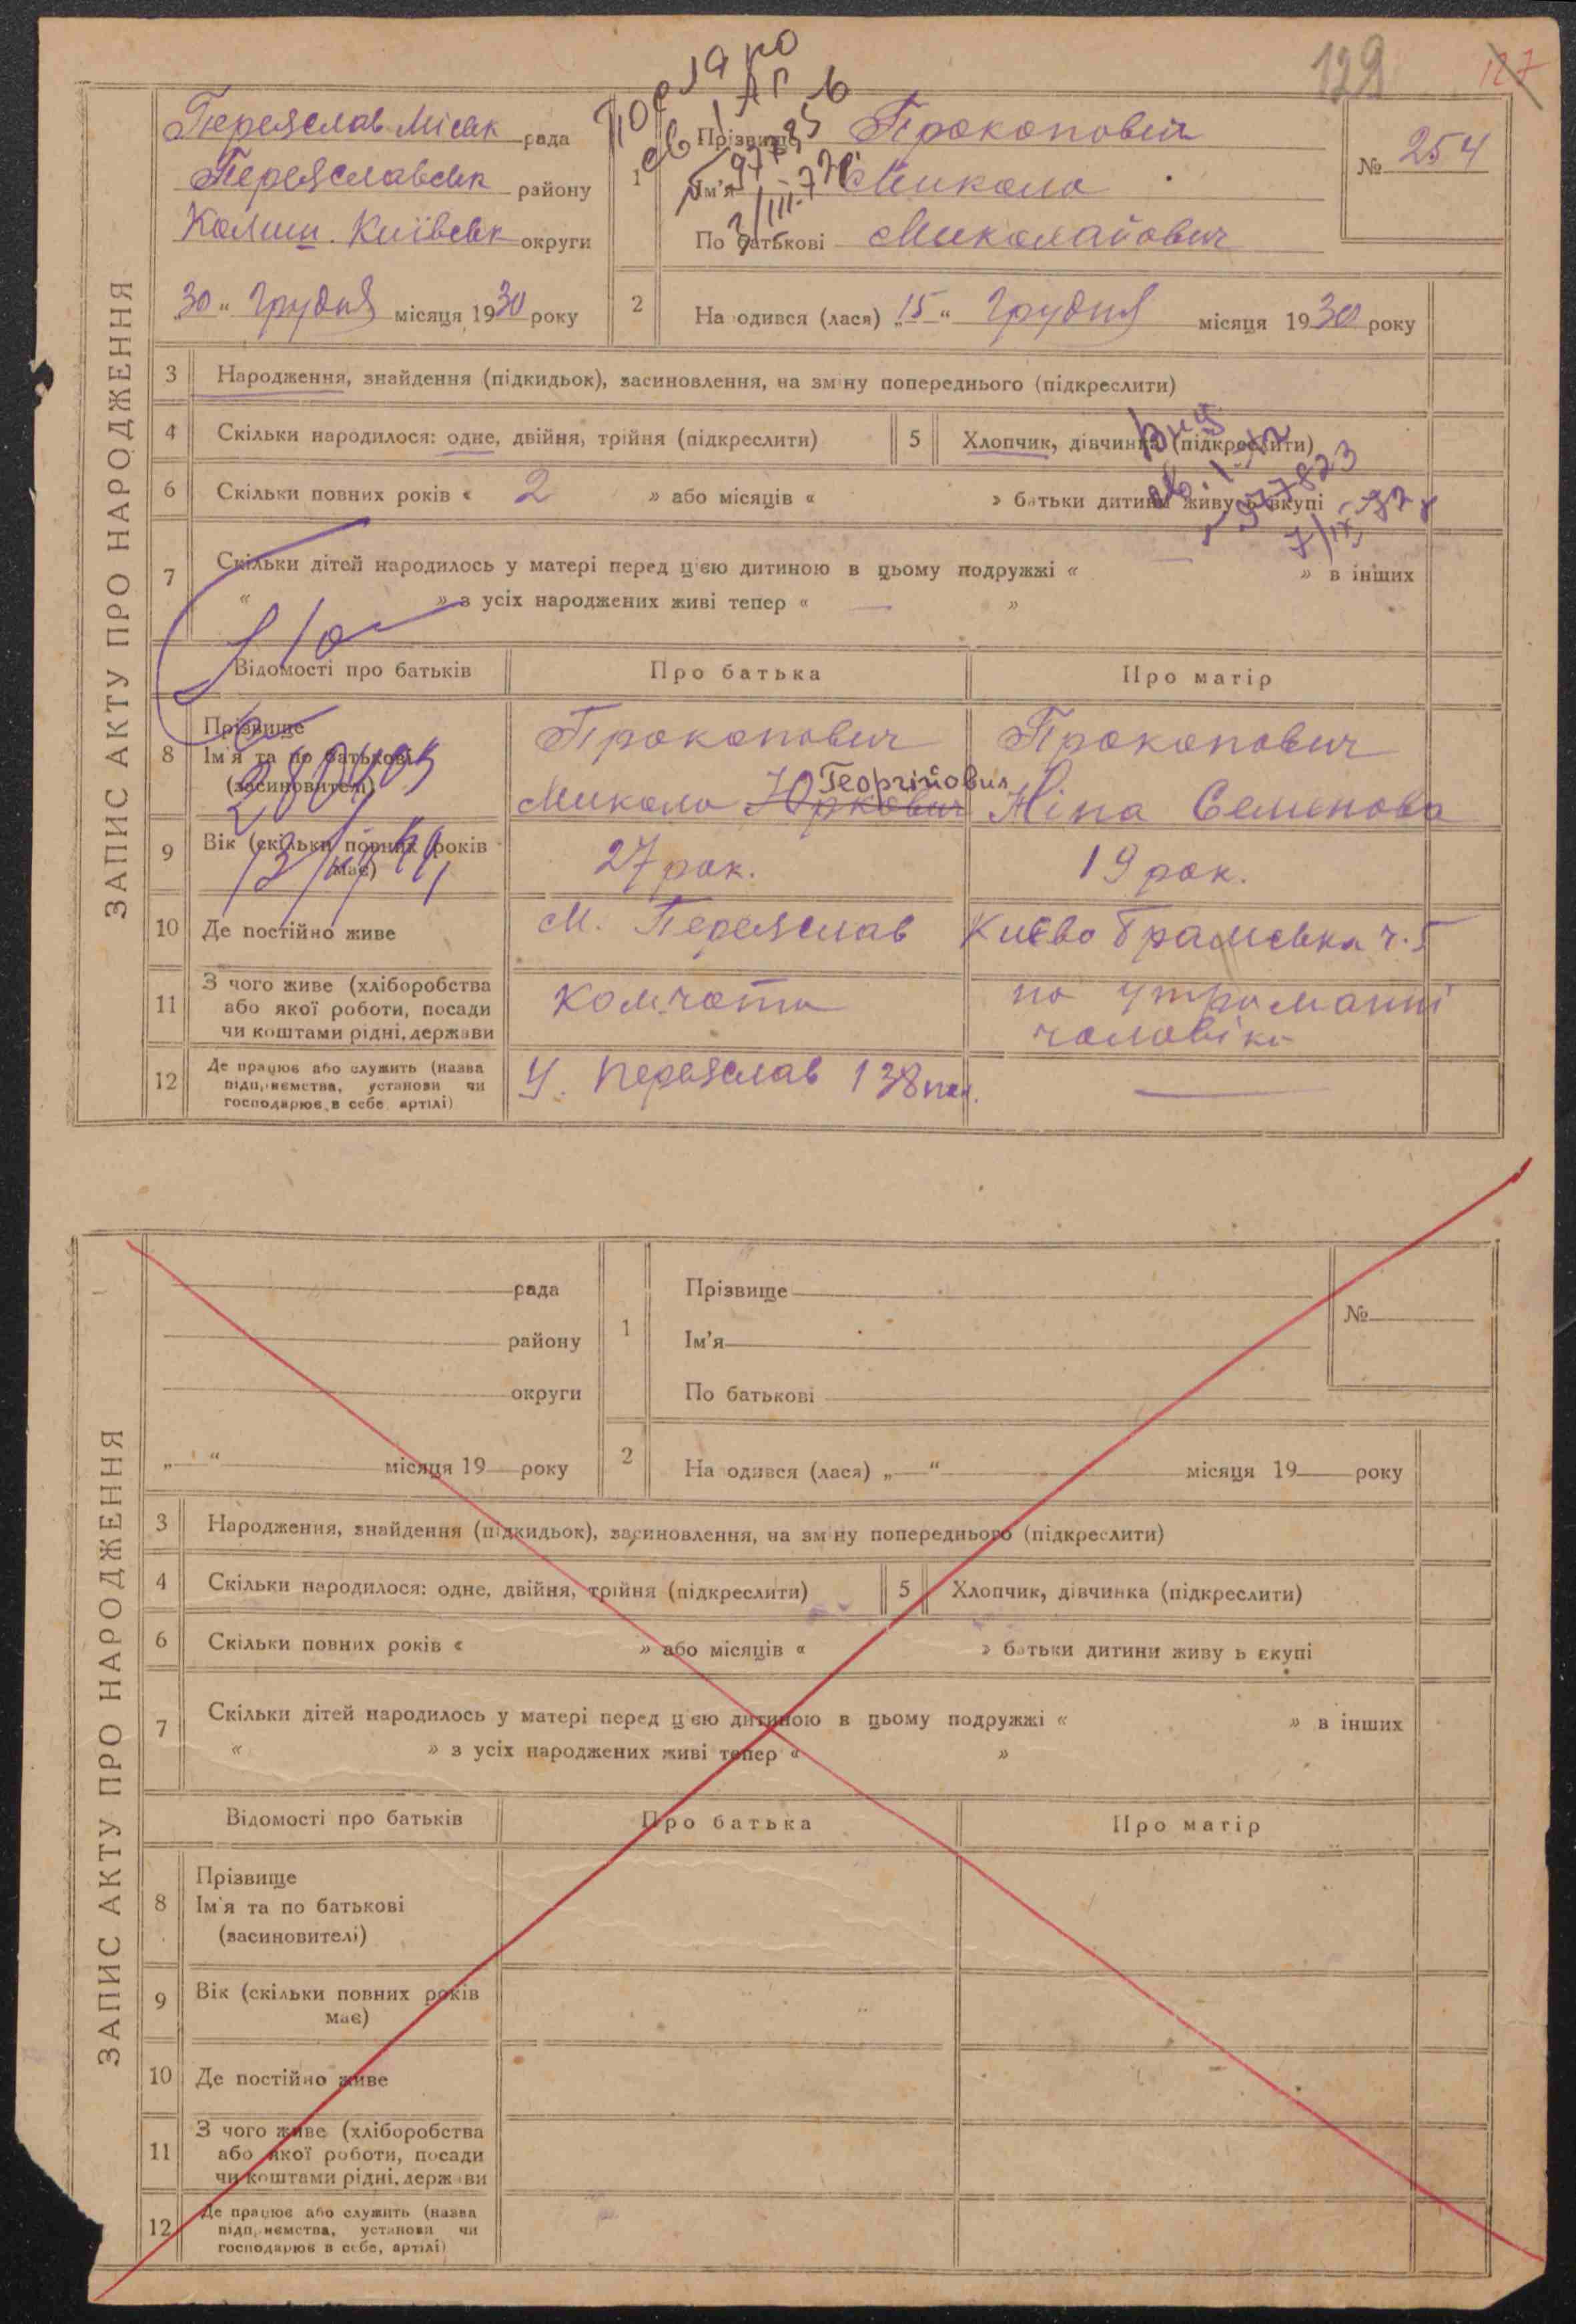 129
127
ЗАПИС АКТУ ПРО НАРОДЖЕННЯ
Переяслав Міськ рада
Переяславськ району
Колиш. Київськ округи
„30“ Грудня місяця 1930 року
1
Прізвище Прокопович
Ім'я Микола
По батькові Миколайович
№ 254
2 На одився (лася) „15“ Грудня місяця 1930 року
3 Народження, знайдення (підкидьок), засиновлення, на зміну попереднього (підкреслити)
4 Скільки народилося: одне, двійня, трійня (підкреслити)
5 Хлопчик, дівчинка (підкреслити)
6 Скільки повних років « 2 » або місяців « » батьки дитини живуть вкупі
7 Скільки дітей народилось у матері перед цією дитиною в цьому подружжі « — » в інших
« » з усіх народжених живі тепер « — »
Відомості про батьків Про батька Про матір
8 Прізвище
Ім'я та по батькові
(засиновителі)
Прокопович
Микола Юркович Георгійович
Прокопович
Ніна Семенова
9 Вік (скільки повних років
має)
27 рок. 19 рок.
10 Де постійно живе М. Переяслав Києво Брамська ч. 5
11 З чого живе (хліборобства
або якої роботи, посади
чи коштами рідні, держави
на утриманні
чоловіка
12 Де працює або служить (назва
підприємства, установи чи
господарює в себе, артілі)
У. Переяслав 138 —
977823
ЗАПИС АКТУ ПРО НАРОДЖЕННЯ
рада
району
округи
„ “ місяця 19 року
1
Прізвище
Ім'я
По батькові
№
2 На одився (лася) „ “ місяця 19 року
3 Народження, знайдення (підкидьок), засиновлення, на зміну попереднього (підкреслити)
4 Скільки народилося: одне, двійня, трійня (підкреслити)
5 Хлопчик, дівчинка (підкреслити)
6 Скільки повних років « » або місяців « » батьки дитини живуть вкупі
7 Скільки дітей народилось у матері перед цією дитиною в цьому подружжі « » в інших
« » з усіх народжених живі тепер « »
Відомості про батьків Про батька Про матір
8 Прізвище
Ім'я та по батькові
(засиновителі)
9 Вік (скільки повних років
має)
10 Де постійно живе
11 З чого живе (хліборобства
або якої роботи, посади
чи коштами рідні, держави
12 Де працює або служить (назва
підприємства, установи чи
господарює в себе, артілі)